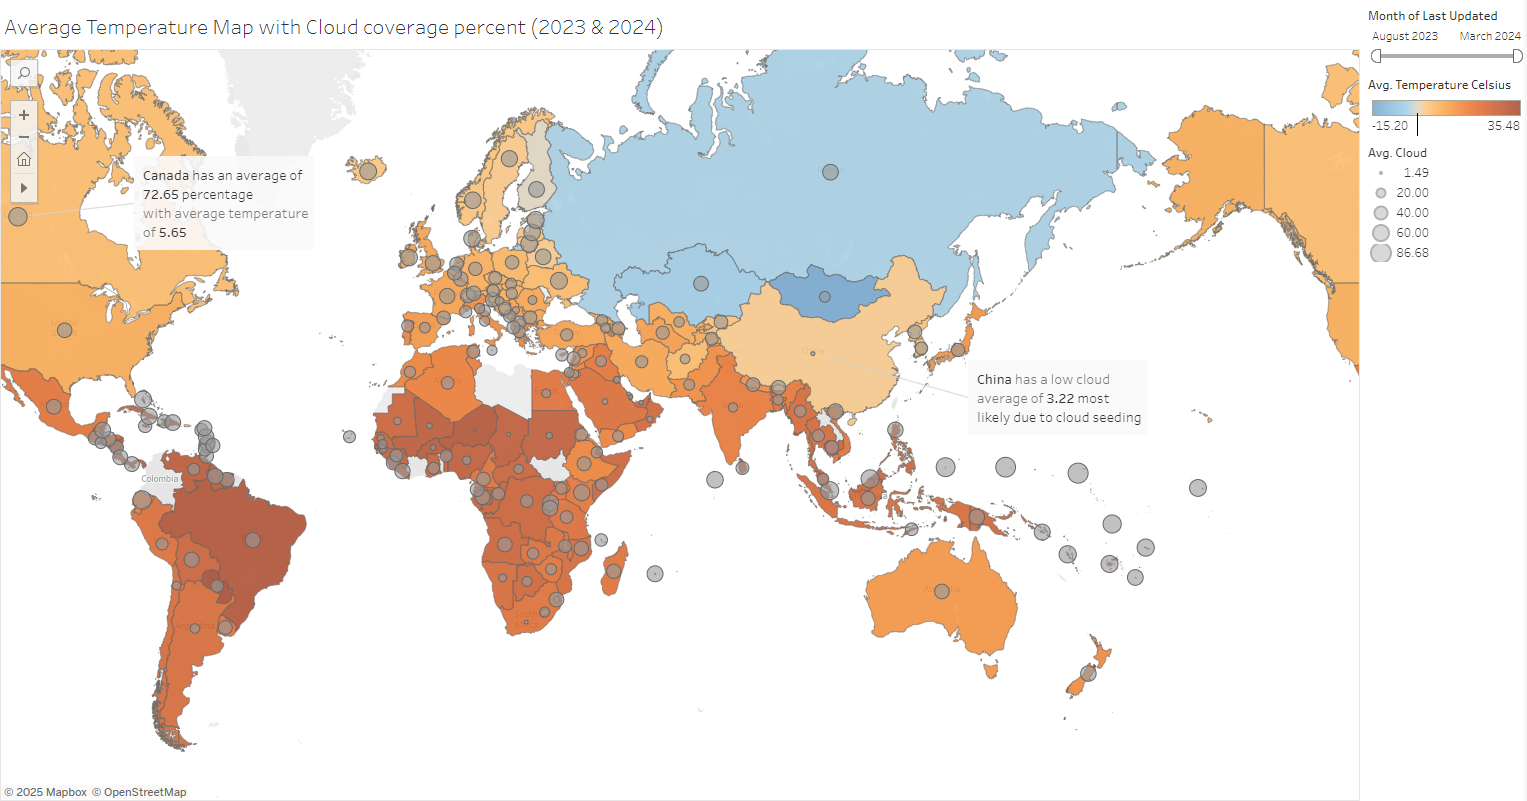 Average Temperature Map with Cloud coverage percent (2023 & 2024)
Month of Last Updated
August 2023 March 2024
Avg. Temperature Celsius
-15.20 35.48
Avg. Cloud
1.49
20.00
40.00
60.00
86.68
Canada has an average of
72.65 percentage
with average temperature
of 5.65
China
China has a low cloud
average of 3.22 most
likely due to cloud seeding
Colombia
© 2025 Mapbox © OpenStreetMap